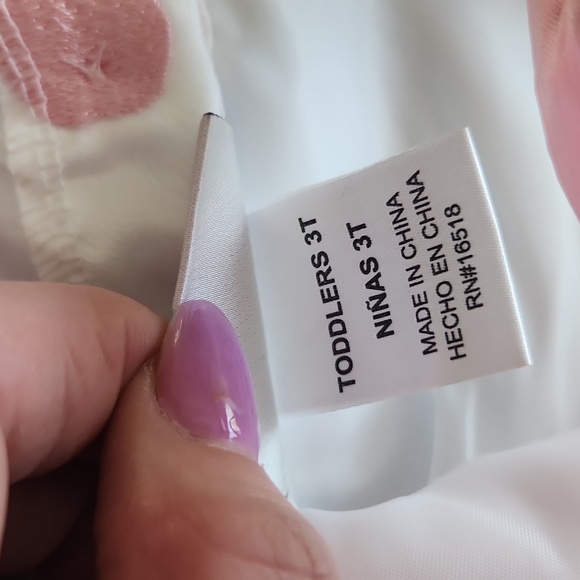 TODDLERS 3T
NIÑAS 3T
MADE IN CHINA
HECHO EN CHINA
RN#16518